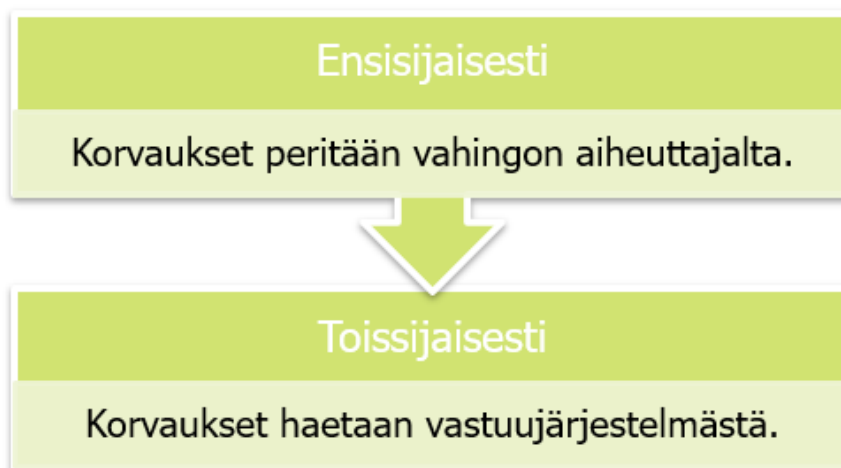 Ensisijaisesti
Korvaukset peritään vahingon aiheuttajalta.
Toissijaisesti
Korvaukset haetaan vastuujärjestelmästä.